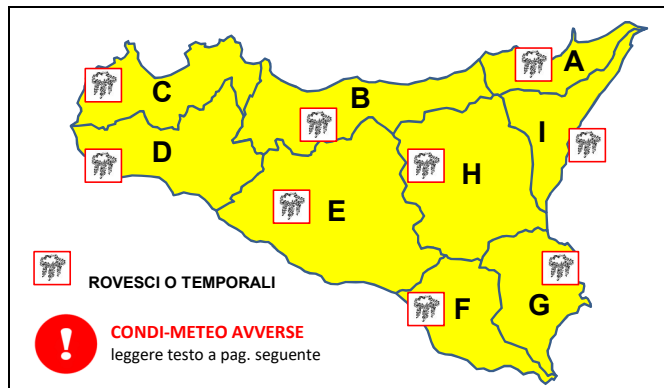 A
C
B
I
D
H
E
F
G
ROVESCI O TEMPORALI
!
CONDI-METEO AVVERSE
leggere testo a pag. seguente